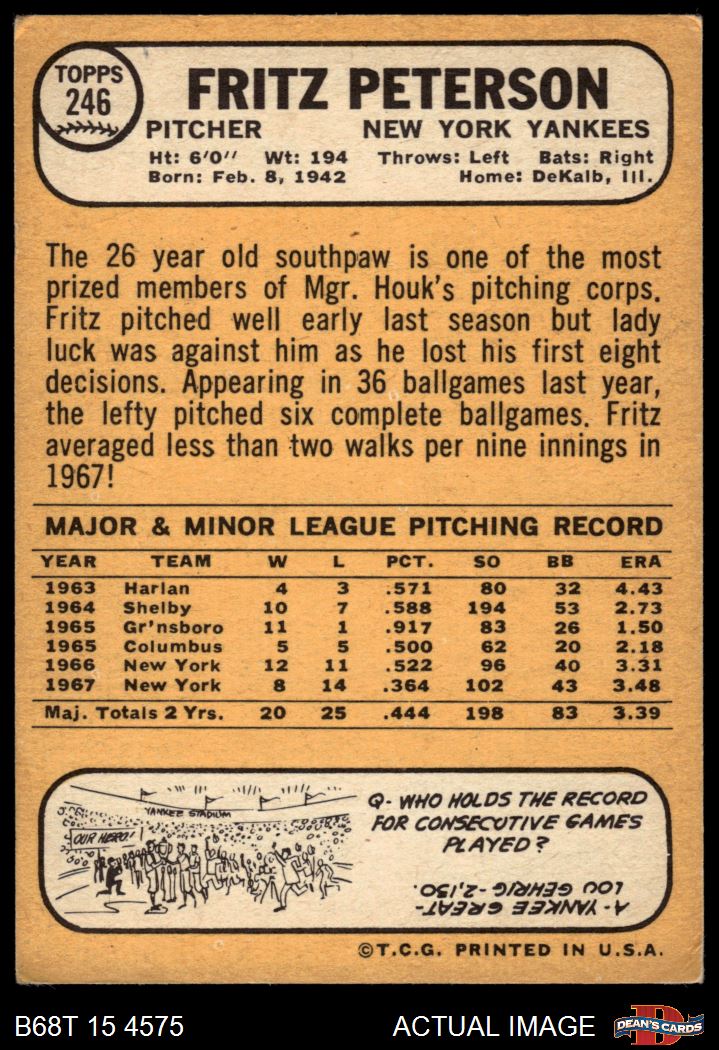 TOPPS
246
FRITZ PETERSON
PITCHER NEW YORK YANKEES
Ht: 6'0" Wt: 194 Throws: Left Bats: Right
Born: Feb. 8, 1942 Home: DeKalb, Ill.
The 26 year old southpaw is one of the most
prized members of Mgr. Houk's pitching corps.
Fritz pitched well early last season but lady
luck was against him as he lost his first eight
decisions. Appearing in 36 ballgames last year,
the lefty pitched six complete ballgames. Fritz
averaged less than two walks per nine innings in
1967!
MAJOR & MINOR LEAGUE PITCHING RECORD
YEAR TEAM W L PCT. SO BB ERA
1963 Harlan 4 3 .571 80 32 4.43
1964 Shelby 10 7 .588 194 53 2.73
1965 Gr'nsboro 11 1 .917 83 26 1.50
1965 Columbus 5 5 .500 62 20 2.18
1966 New York 12 11 .522 96 40 3.31
1967 New York 8 14 .364 102 43 3.48
Maj. Totals 2 Yrs. 20 25 .444 198 83 3.39
YANKEE STADIUM
OUR HERO!
Q- WHO HOLDS THE RECORD
FOR CONSECUTIVE GAMES
PLAYED?
A- YANKEE GREAT-
LOU GEHRIG-2,150.
©T.C.G. PRINTED IN U.S.A.
B68T 15 4575 ACTUAL IMAGE
D
DEAN'S CARDS